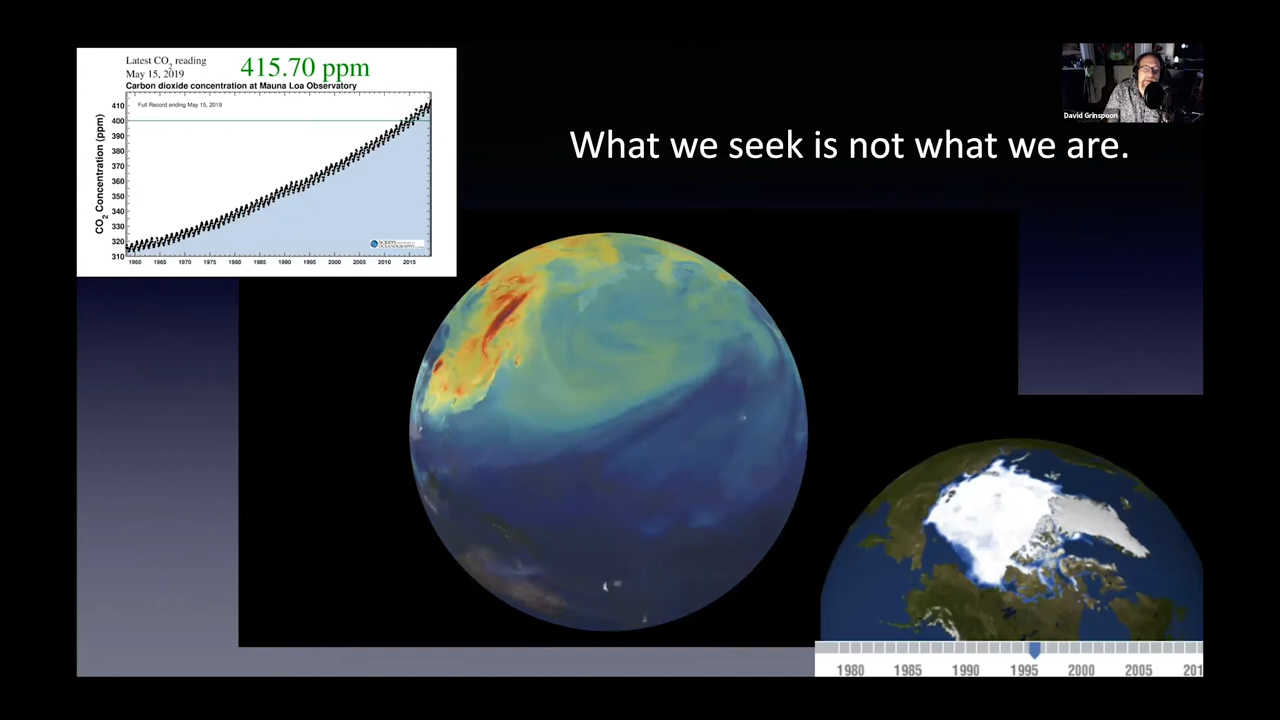 Latest CO2 reading
May 15, 2019
415.70 ppm
Carbon dioxide concentration at Mauna Loa Observatory
Full Record ending May 15, 2019
CO2 Concentration (ppm)
410
400
390
380
370
360
350
340
330
320
310
1960 1965 1970 1975 1980 1985 1990 1995 2000 2005 2010 2015
SCRIPPS
OCEANOGRAPHY
David Grinspoon
What we seek is not what we are.
1980 1985 1990 1995 2000 2005 201